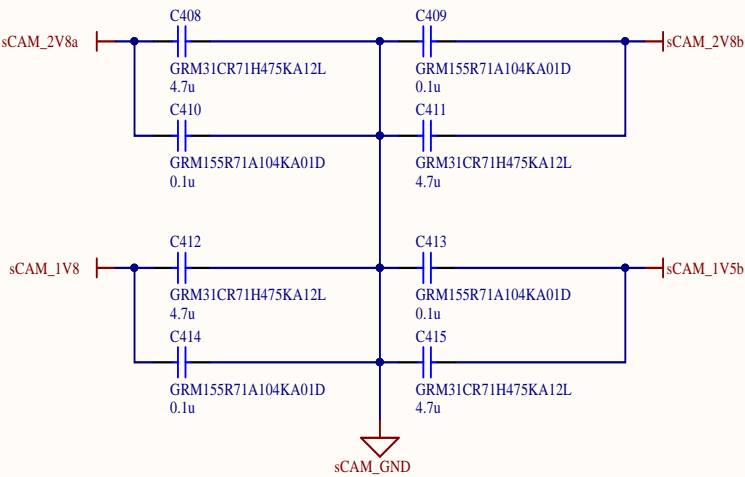 C408
C409
sCAM_2V8a
sCAM_2V8b
GRM31CR71H475KA12L
GRM155R71A104KA01D
4.7u
0.1u
C410
C411
GRM155R71A104KA01D
GRM31CR71H475KA12L
0.1u
4.7u
C412
C413
sCAM_1V8
sCAM_1V5b
GRM31CR71H475KA12L
GRM155R71A104KA01D
4.7u
0.1u
C414
C415
GRM155R71A104KA01D
GRM31CR71H475KA12L
0.1u
4.7u
sCAM_GND